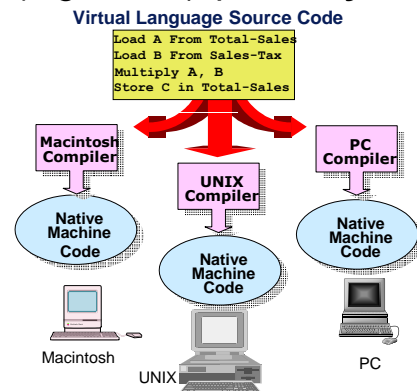 Virtual Language Source Code
Load A From Total-Sales
Load B From Sales-Tax
Multiply A, B
Store C in Total-Sales
Macintosh
Compiler
UNIX
Compiler
PC
Compiler
Native
Machine
Code
Native
Machine
Code
Native
Machine
Code
Macintosh
UNIX
PC